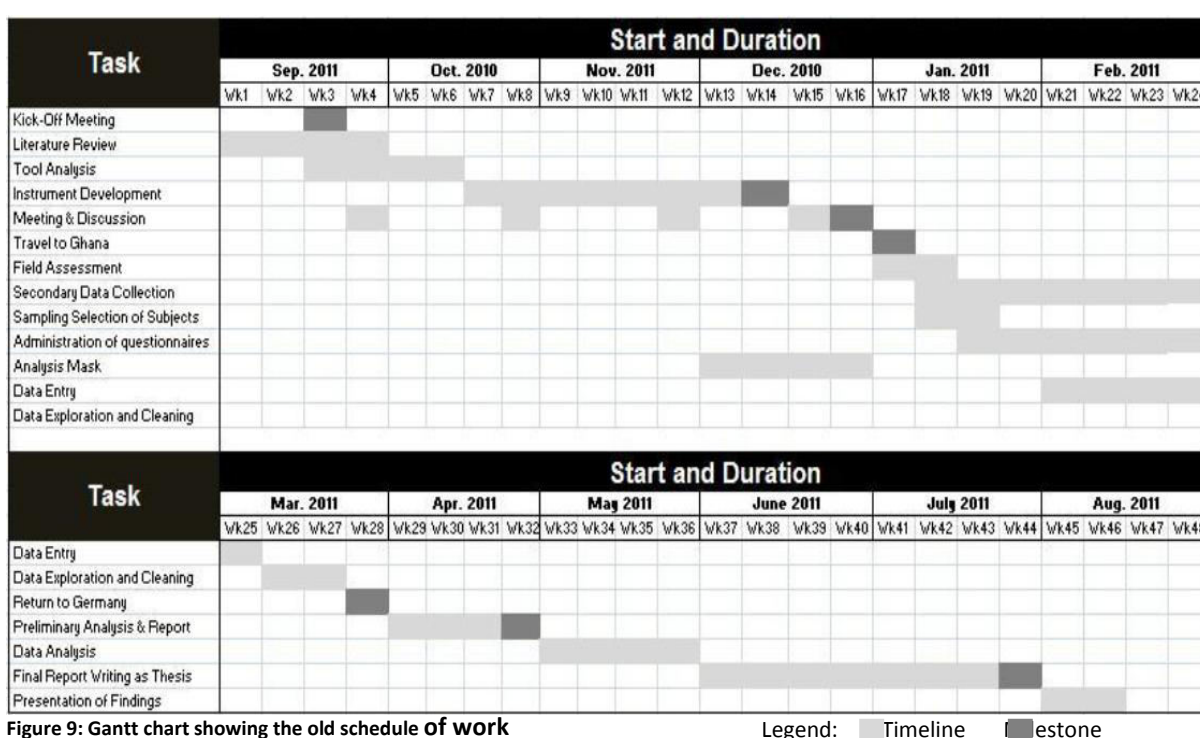 Task
Start and Duration
Sep. 2011 Oct. 2010 Nov. 2011 Dec. 2010 Jan. 2011 Feb. 2011
Wk1 Wk2 Wk3 Wk4 Wk5 Wk6 Wk7 Wk8 Wk9 Wk10 Wk11 Wk12 Wk13 Wk14 Wk15 Wk16 Wk17 Wk18 Wk19 Wk20 Wk21 Wk22 Wk23 Wk24
Kick-Off Meeting
Literature Review
Tool Analysis
Instrument Development
Meeting & Discussion
Travel to Ghana
Field Assessment
Secondary Data Collection
Sampling Selection of Subjects
Administration of questionnaires
Analysis Mask
Data Entry
Data Exploration and Cleaning
Task
Start and Duration
Mar. 2011 Apr. 2011 May 2011 June 2011 July 2011 Aug. 2011
Wk25 Wk26 Wk27 Wk28 Wk29 Wk30 Wk31 Wk32 Wk33 Wk34 Wk35 Wk36 Wk37 Wk38 Wk39 Wk40 Wk41 Wk42 Wk43 Wk44 Wk45 Wk46 Wk47
Data Entry
Data Exploration and Cleaning
Return to Germany
Preliminary Analysis & Report
Data Analysis
Final Report Writing as Thesis
Presentation of Findings
Figure 9: Gantt chart showing the old schedule of work
Legend: Timeline estone